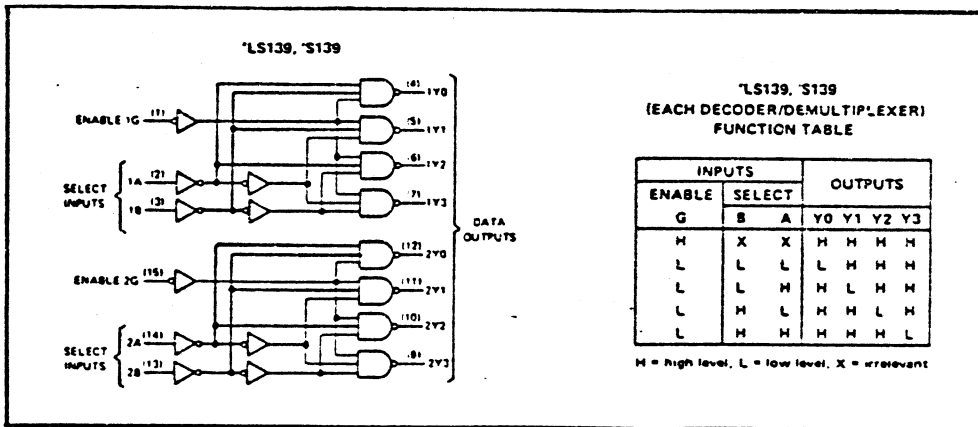 "LS139, "S139
ENABLE 1G (1)
SELECT INPUTS
1A (2)
1B (3)
(4) 1Y0
(5) 1Y1
(6) 1Y2
(7) 1Y3
ENABLE 2G (15)
SELECT INPUTS
2A (14)
2B (13)
(12) 2Y0
(11) 2Y1
(10) 2Y2
(9) 2Y3
DATA OUTPUTS
"LS139, "S139
(EACH DECODER/DEMULTIPLEXER)
FUNCTION TABLE
INPUTS OUTPUTS
ENABLE SELECT
G B A Y0 Y1 Y2 Y3
H X X H H H H
L L L L H H H
L L H H L H H
L H L H H L H
L H H H H H L
H = high level, L = low level, X = irrelevant